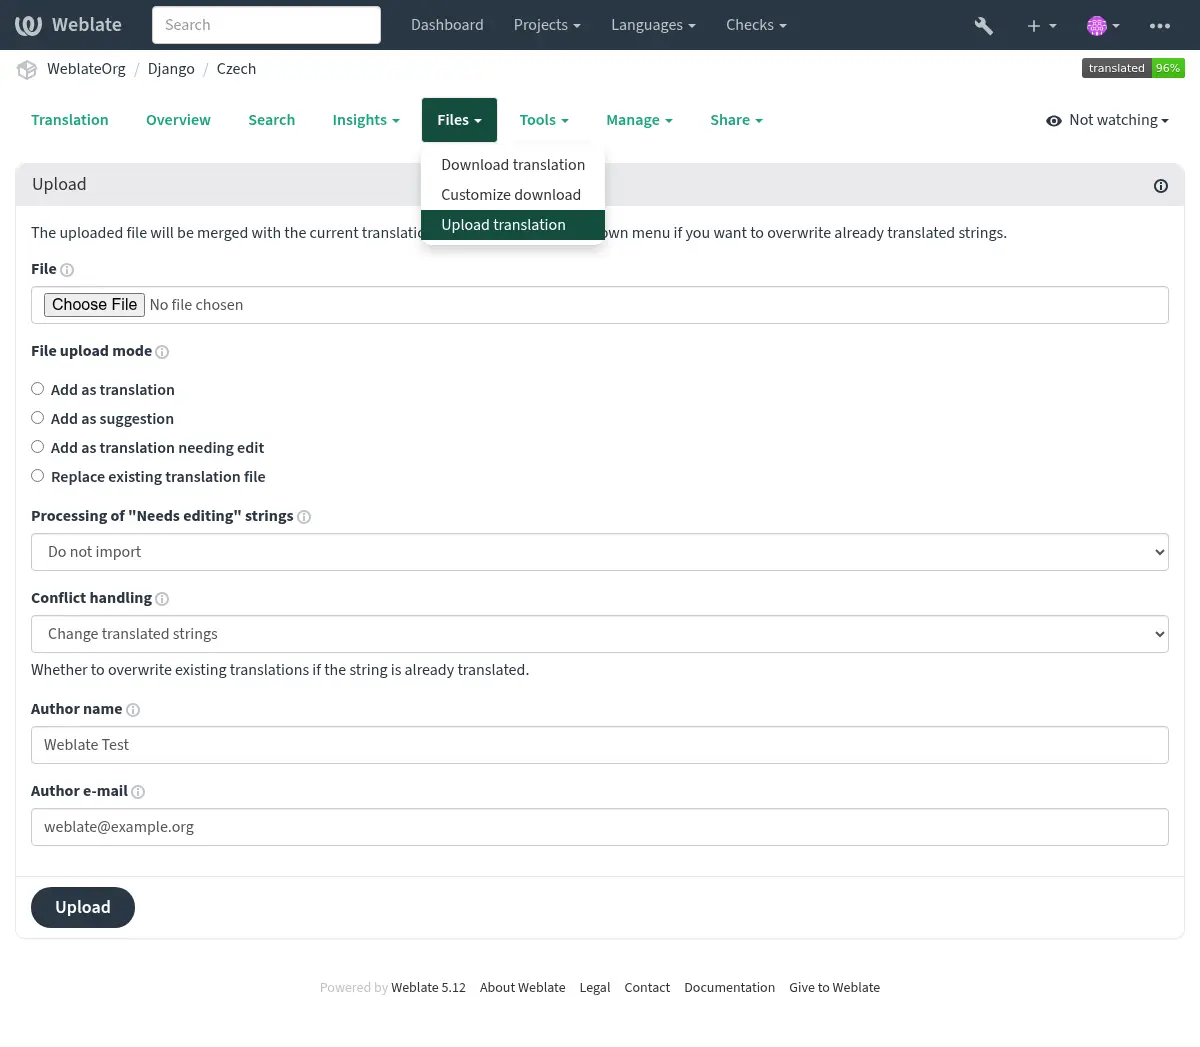 Weblate
Search
Dashboard
Projects
Languages
Checks
WeblateOrg / Django / Czech
translated 96%
Translation
Overview
Search
Insights
Files
Tools
Manage
Share
Not watching
Download translation
Customize download
Upload translation
Upload
The uploaded file will be merged with the current translatio own menu if you want to overwrite already translated strings.
File
Choose File No file chosen
File upload mode
Add as translation
Add as suggestion
Add as translation needing edit
Replace existing translation file
Processing of "Needs editing" strings
Do not import
Conflict handling
Change translated strings
Whether to overwrite existing translations if the string is already translated.
Author name
Weblate Test
Author e-mail
weblate@example.org
Upload
Powered by Weblate 5.12 About Weblate Legal Contact Documentation Give to Weblate